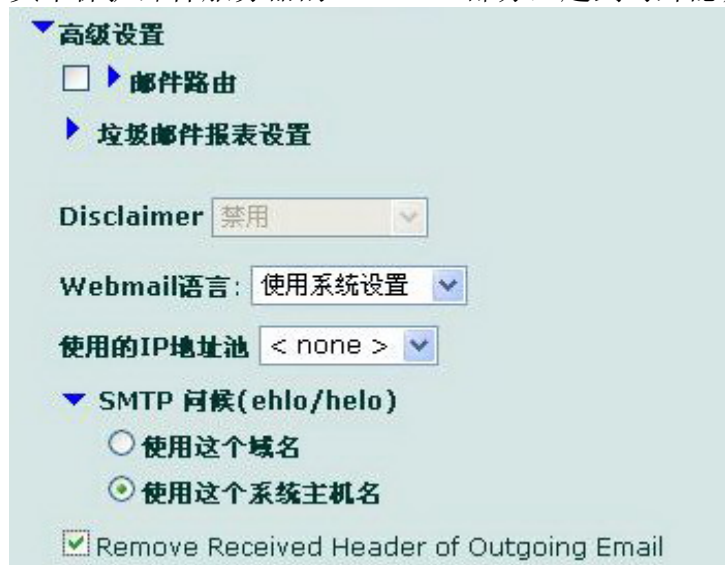 高级设置
邮件路由
垃圾邮件报表设置
Disclaimer 禁用
Webmail语言: 使用系统设置
使用的IP地址池 < none >
SMTP 问候(ehlo/helo)
使用这个域名
使用这个系统主机名
Remove Received Header of Outgoing Email